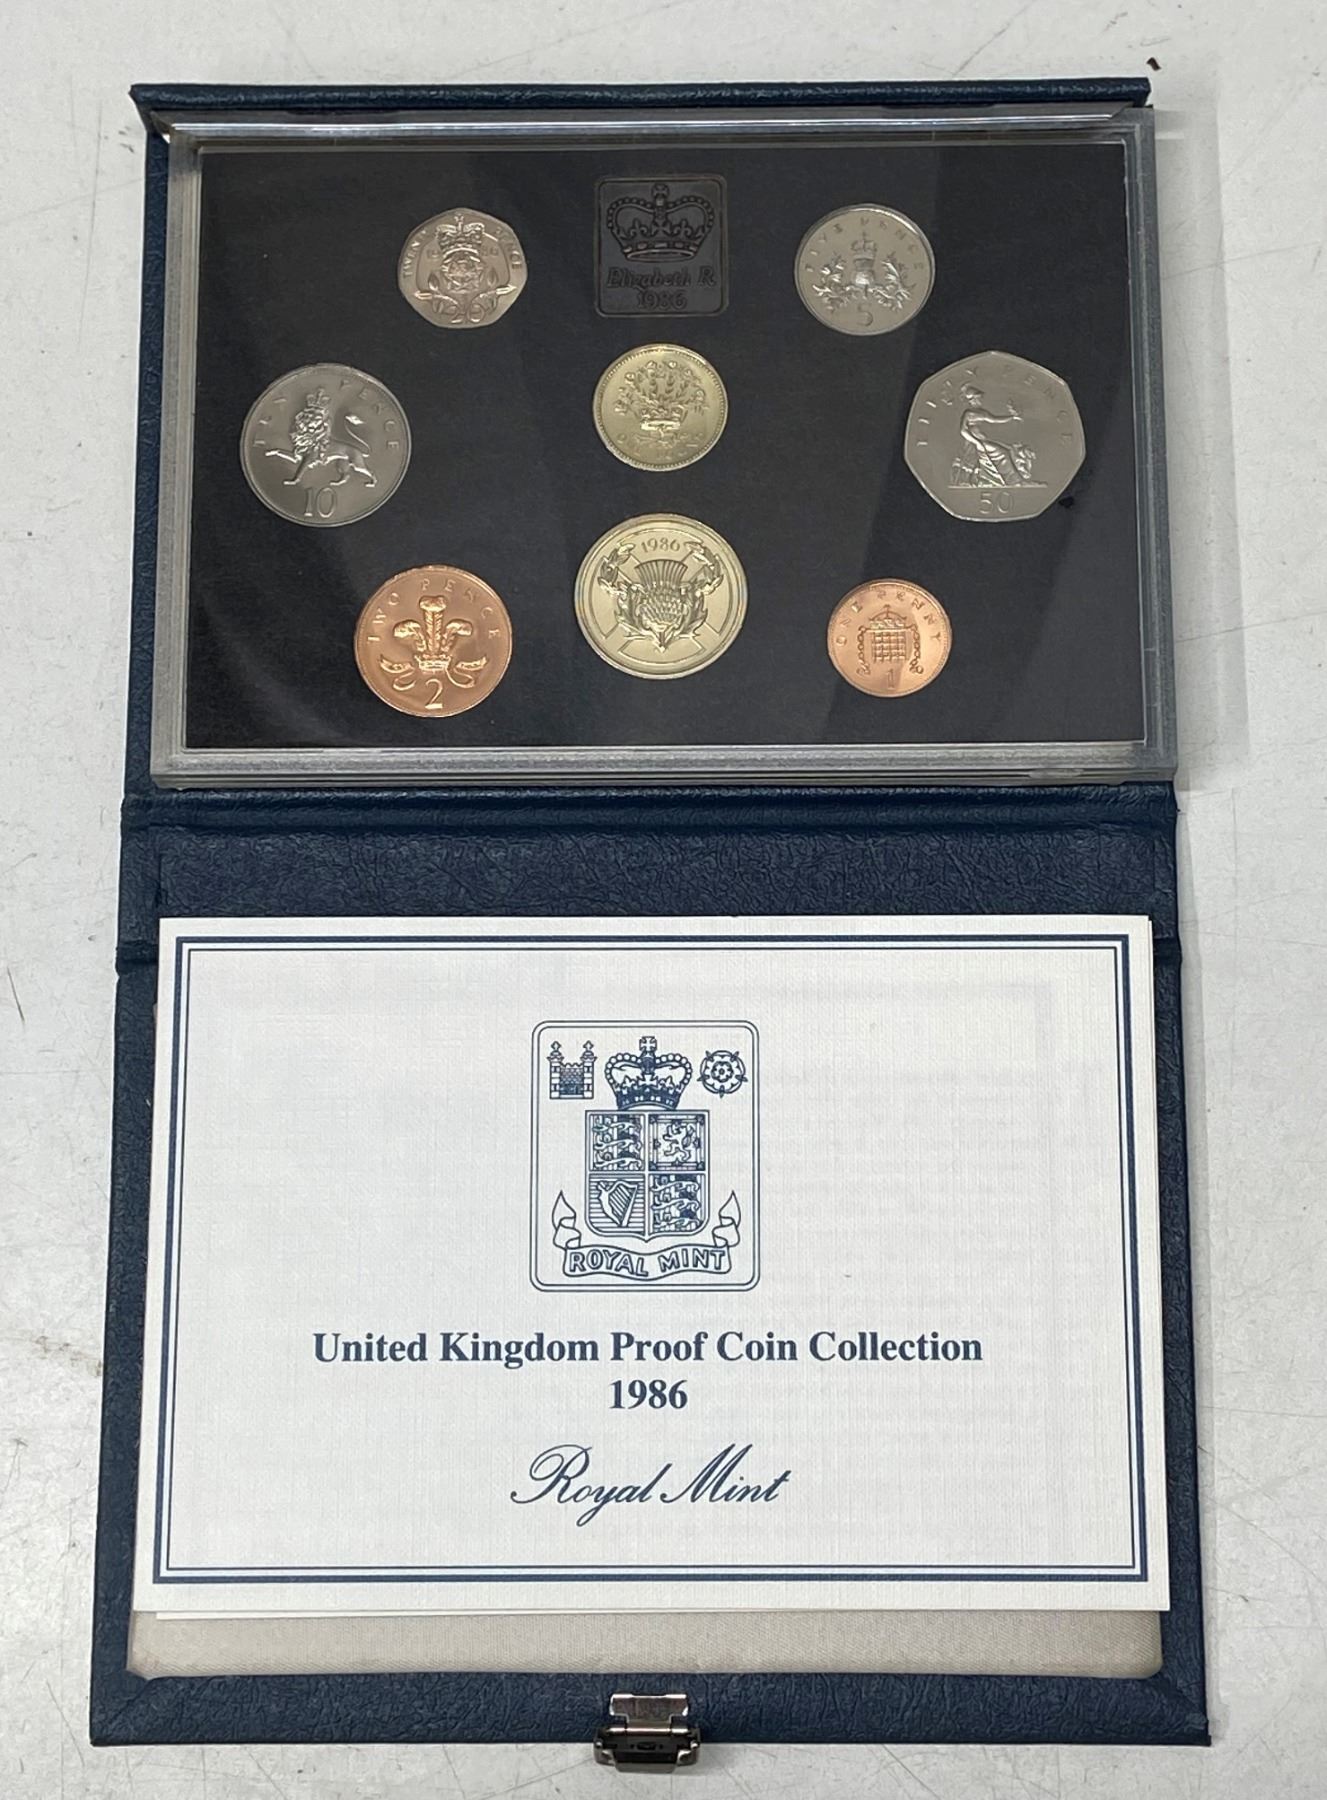 TWENTY PENCE
1986
20
Elizabeth R
1986
FIVE PENCE
5
TEN PENCE
10
ONE POUND
FIFTY PENCE
50
TWO PENCE
2
1986
ONE PENNY
1
ROYAL MINT
United Kingdom Proof Coin Collection
1986
Royal Mint